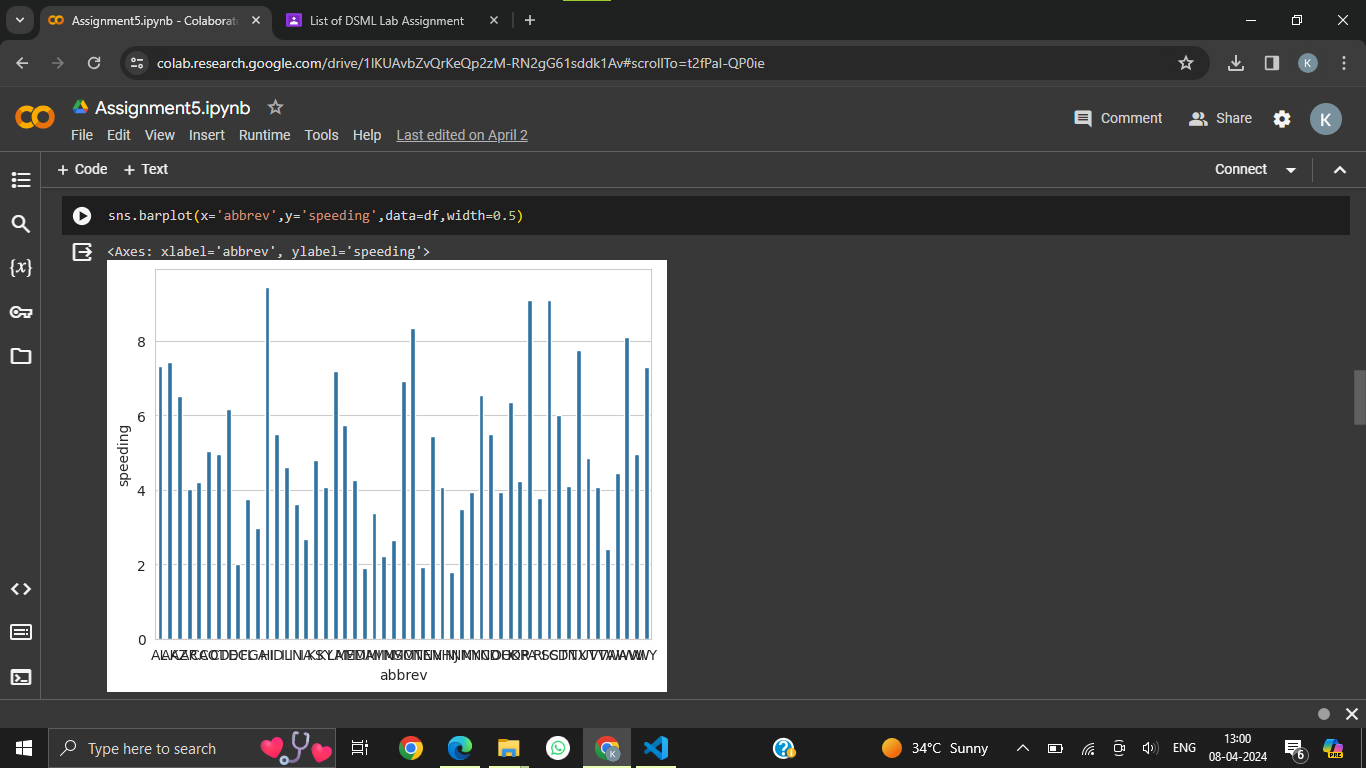 Assignment5.ipynb - Colaborat
List of DSML Lab Assignment
colab.research.google.com/drive/1lKUAvbZvQrKeQp2zM-RN2gG61sddk1Av#scrollTo=t2fPaI-QP0ie
K
Assignment5.ipynb
File Edit View Insert Runtime Tools Help Last edited on April 2
Comment Share K
+ Code + Text
Connect
sns.barplot(x='abbrev',y='speeding',data=df,width=0.5)
{x}
<Axes: xlabel='abbrev', ylabel='speeding'>
8
6
4
2
0
speeding
abbrev
Type here to search
34°C Sunny
ENG
13:00
08-04-2024
6
PRE